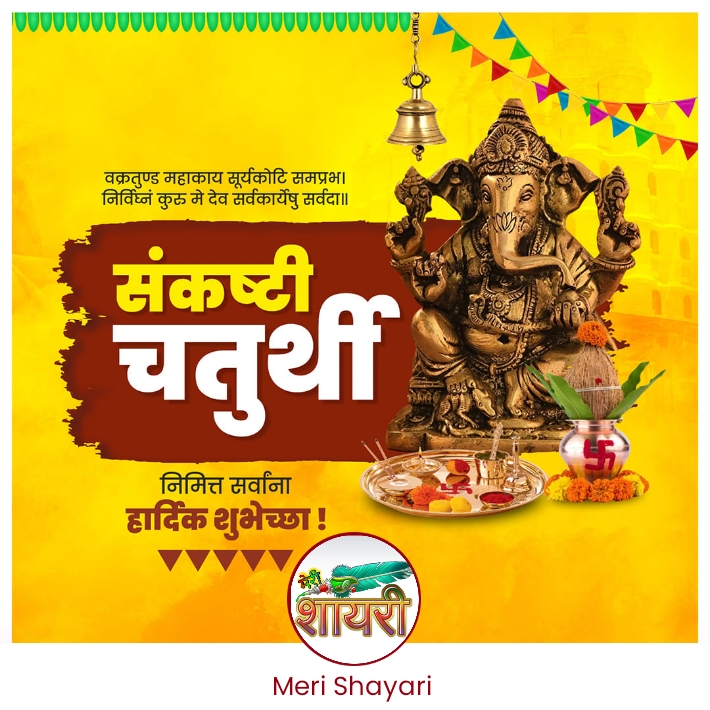 वक्रतुण्ड महाकाय सूर्यकोटि समप्रभ।
निर्विघ्नं कुरु मे देव सर्वकार्येषु सर्वदा॥
संकष्टी
चतुर्थी
निमित्त सर्वांना
हार्दिक शुभेच्छा !
मेरी
शायरी
Meri Shayari